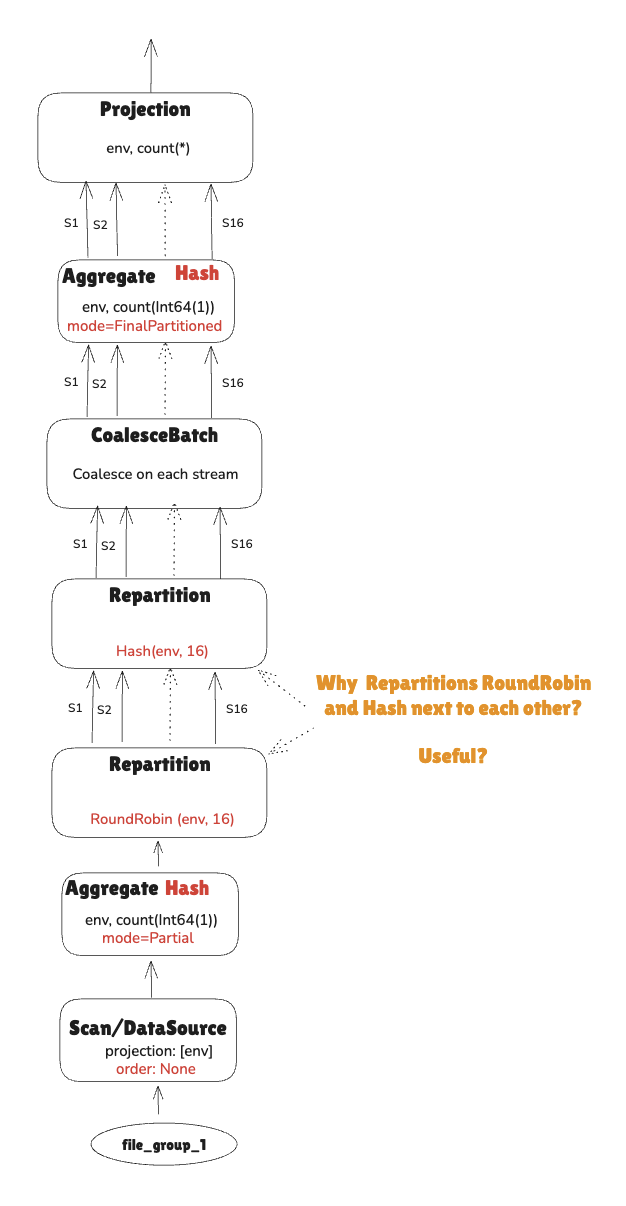 Projection
env, count(*)
S1 S2 S16
Aggregate Hash
env, count(Int64(1))
mode=FinalPartitioned
S1 S2 S16
CoalesceBatch
Coalesce on each stream
S1 S2 S16
Repartition
Hash(env, 16)
Why Repartitions RoundRobin
and Hash next to each other?
Useful?
S1 S2 S16
Repartition
RoundRobin (env, 16)
Aggregate Hash
env, count(Int64(1))
mode=Partial
Scan/DataSource
projection: [env]
order: None
file_group_1